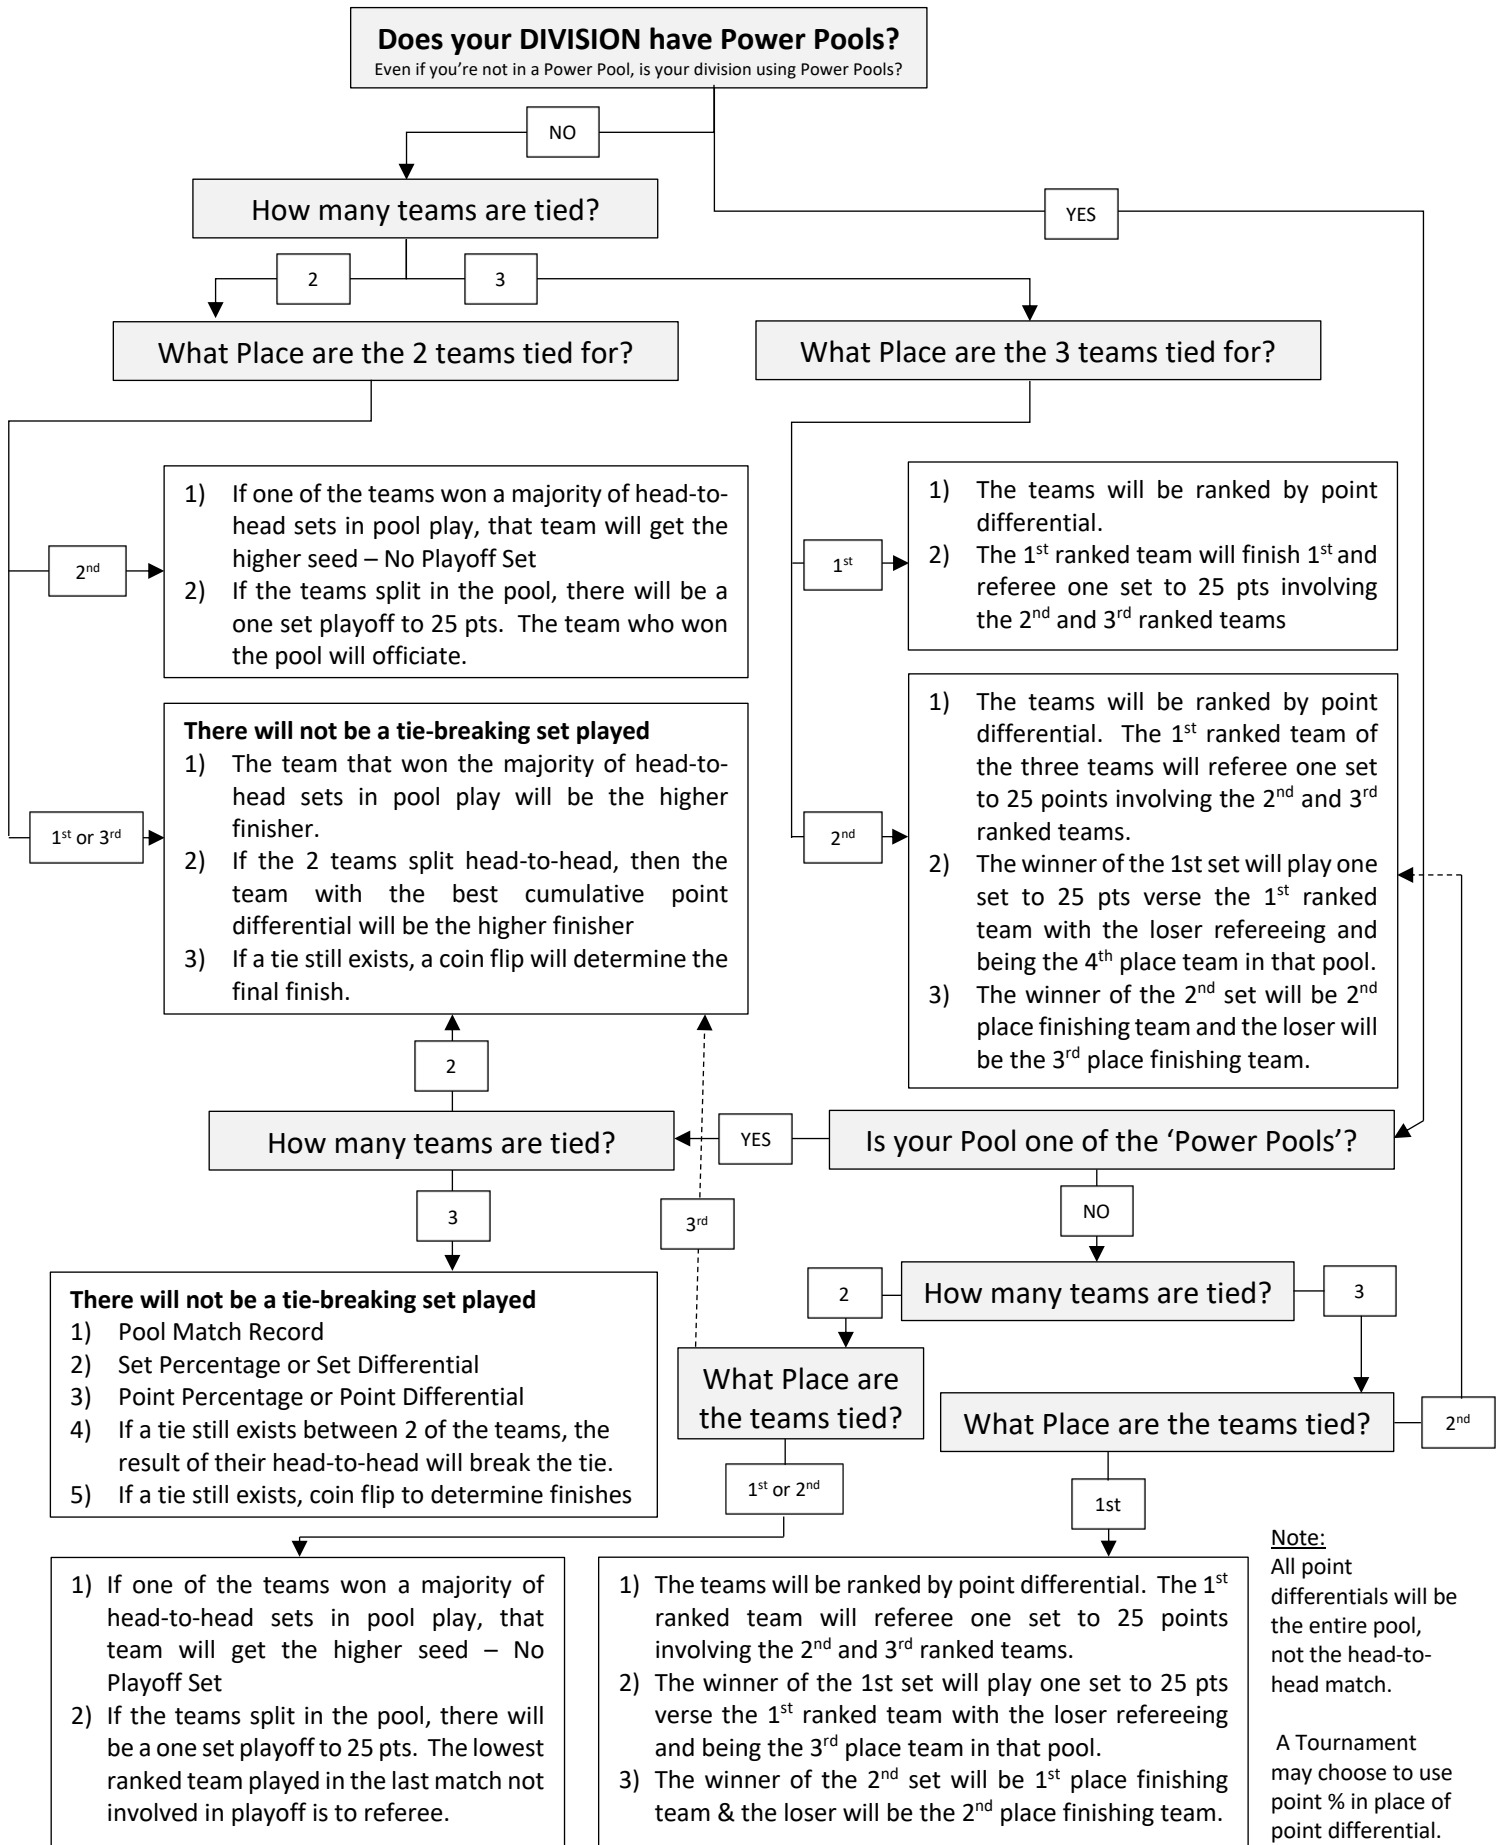 Does your DIVISION have Power Pools?
Even if you're not in a Power Pool, is your division using Power Pools?
NO
How many teams are tied?
YES
2
3
What Place are the 2 teams tied for?
What Place are the 3 teams tied for?
2nd
1) If one of the teams won a majority of head-to-
head sets in pool play, that team will get the
higher seed – No Playoff Set
2) If the teams split in the pool, there will be a
one set playoff to 25 pts. The team who won
the pool will officiate.
1st
1) The teams will be ranked by point
differential.
2) The 1st ranked team will finish 1st and
referee one set to 25 pts involving
the 2nd and 3rd ranked teams
1st or 3rd
There will not be a tie-breaking set played
1) The team that won the majority of head-to-
head sets in pool play will be the higher
finisher.
2) If the 2 teams split head-to-head, then the
team with the best cumulative point
differential will be the higher finisher
3) If a tie still exists, a coin flip will determine the
final finish.
2nd
1) The teams will be ranked by point
differential. The 1st ranked team of
the three teams will referee one set
to 25 points involving the 2nd and 3rd
ranked teams.
2) The winner of the 1st set will play one
set to 25 pts verse the 1st ranked
team with the loser refereeing and
being the 4th place team in that pool.
3) The winner of the 2nd set will be 2nd
place finishing team and the loser will
be the 3rd place finishing team.
2
How many teams are tied?
YES
Is your Pool one of the ‘Power Pools’?
3
3rd
NO
There will not be a tie-breaking set played
1) Pool Match Record
2) Set Percentage or Set Differential
3) Point Percentage or Point Differential
4) If a tie still exists between 2 of the teams, the
result of their head-to-head will break the tie.
5) If a tie still exists, coin flip to determine finishes
2
How many teams are tied?
3
What Place are
the teams tied?
What Place are the teams tied?
2nd
1st or 2nd
1st
1) If one of the teams won a majority of
head-to-head sets in pool play, that
team will get the higher seed – No
Playoff Set
2) If the teams split in the pool, there will
be a one set playoff to 25 pts. The lowest
ranked team played in the last match not
involved in playoff is to referee.
1) The teams will be ranked by point differential. The 1st
ranked team will referee one set to 25 points
involving the 2nd and 3rd ranked teams.
2) The winner of the 1st set will play one set to 25 pts
verse the 1st ranked team with the loser refereeing
and being the 3rd place team in that pool.
3) The winner of the 2nd set will be 1st place finishing
team & the loser will be the 2nd place finishing team.
Note:
All point
differentials will be
the entire pool,
not the head-to-
head match.
A Tournament
may choose to use
point % in place of
point differential.